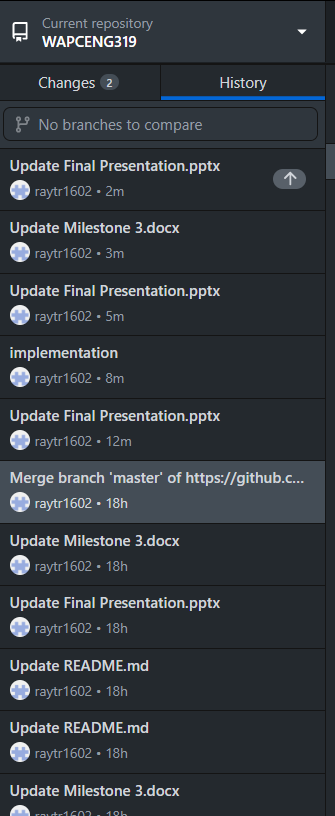 Current repository
WAPCENG319
Changes 2
History
No branches to compare
Update Final Presentation.pptx
raytr1602 • 2m
Update Milestone 3.docx
raytr1602 • 3m
Update Final Presentation.pptx
raytr1602 • 5m
implementation
raytr1602 • 8m
Update Final Presentation.pptx
raytr1602 • 12m
Merge branch 'master' of https://github.c...
raytr1602 • 18h
Update Milestone 3.docx
raytr1602 • 18h
Update Final Presentation.pptx
raytr1602 • 18h
Update README.md
raytr1602 • 18h
Update README.md
raytr1602 • 18h
Update Milestone 3.docx
raytr1602 • 18h